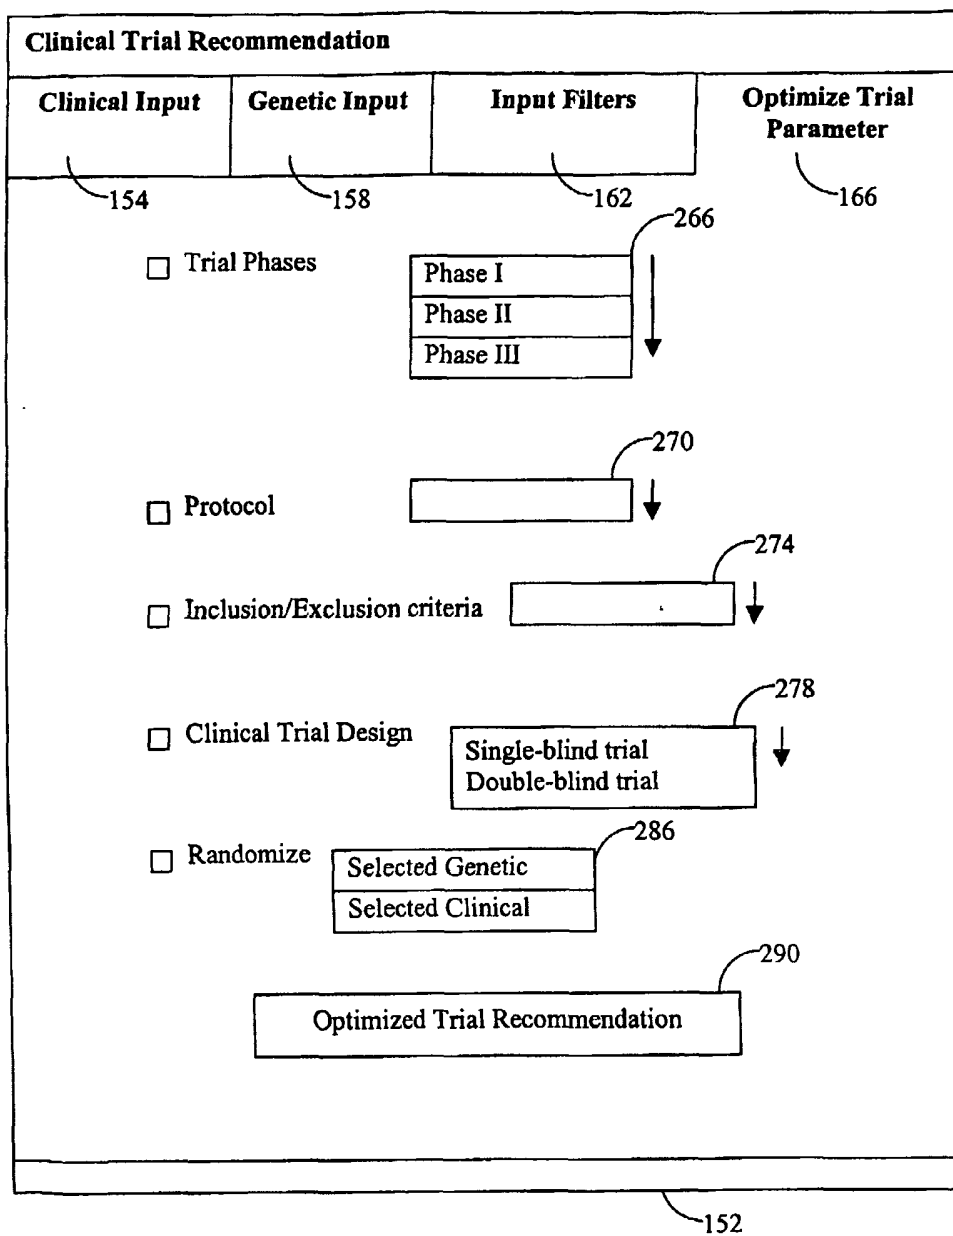 Clinical Trial Recommendation
Clinical Input
Genetic Input
Input Filters
Optimize Trial
Parameter
154
158
162
166
266
Trial Phases
Phase I
Phase II
Phase III
270
Protocol
274
Inclusion/Exclusion criteria
278
Clinical Trial Design
Single-blind trial
Double-blind trial
286
Randomize
Selected Genetic
Selected Clinical
290
Optimized Trial Recommendation
152